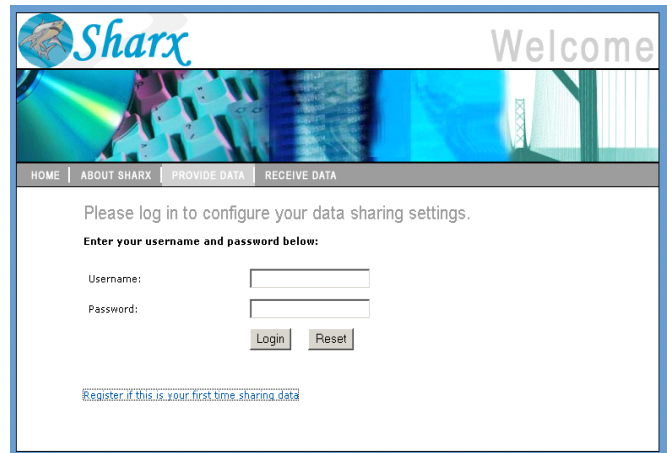 Sharx
Welcome
HOME | ABOUT SHARX | PROVIDE DATA | RECEIVE DATA
Please log in to configure your data sharing settings.
Enter your username and password below:
Username:
Password:
Login Reset
Register if this is your first time sharing data